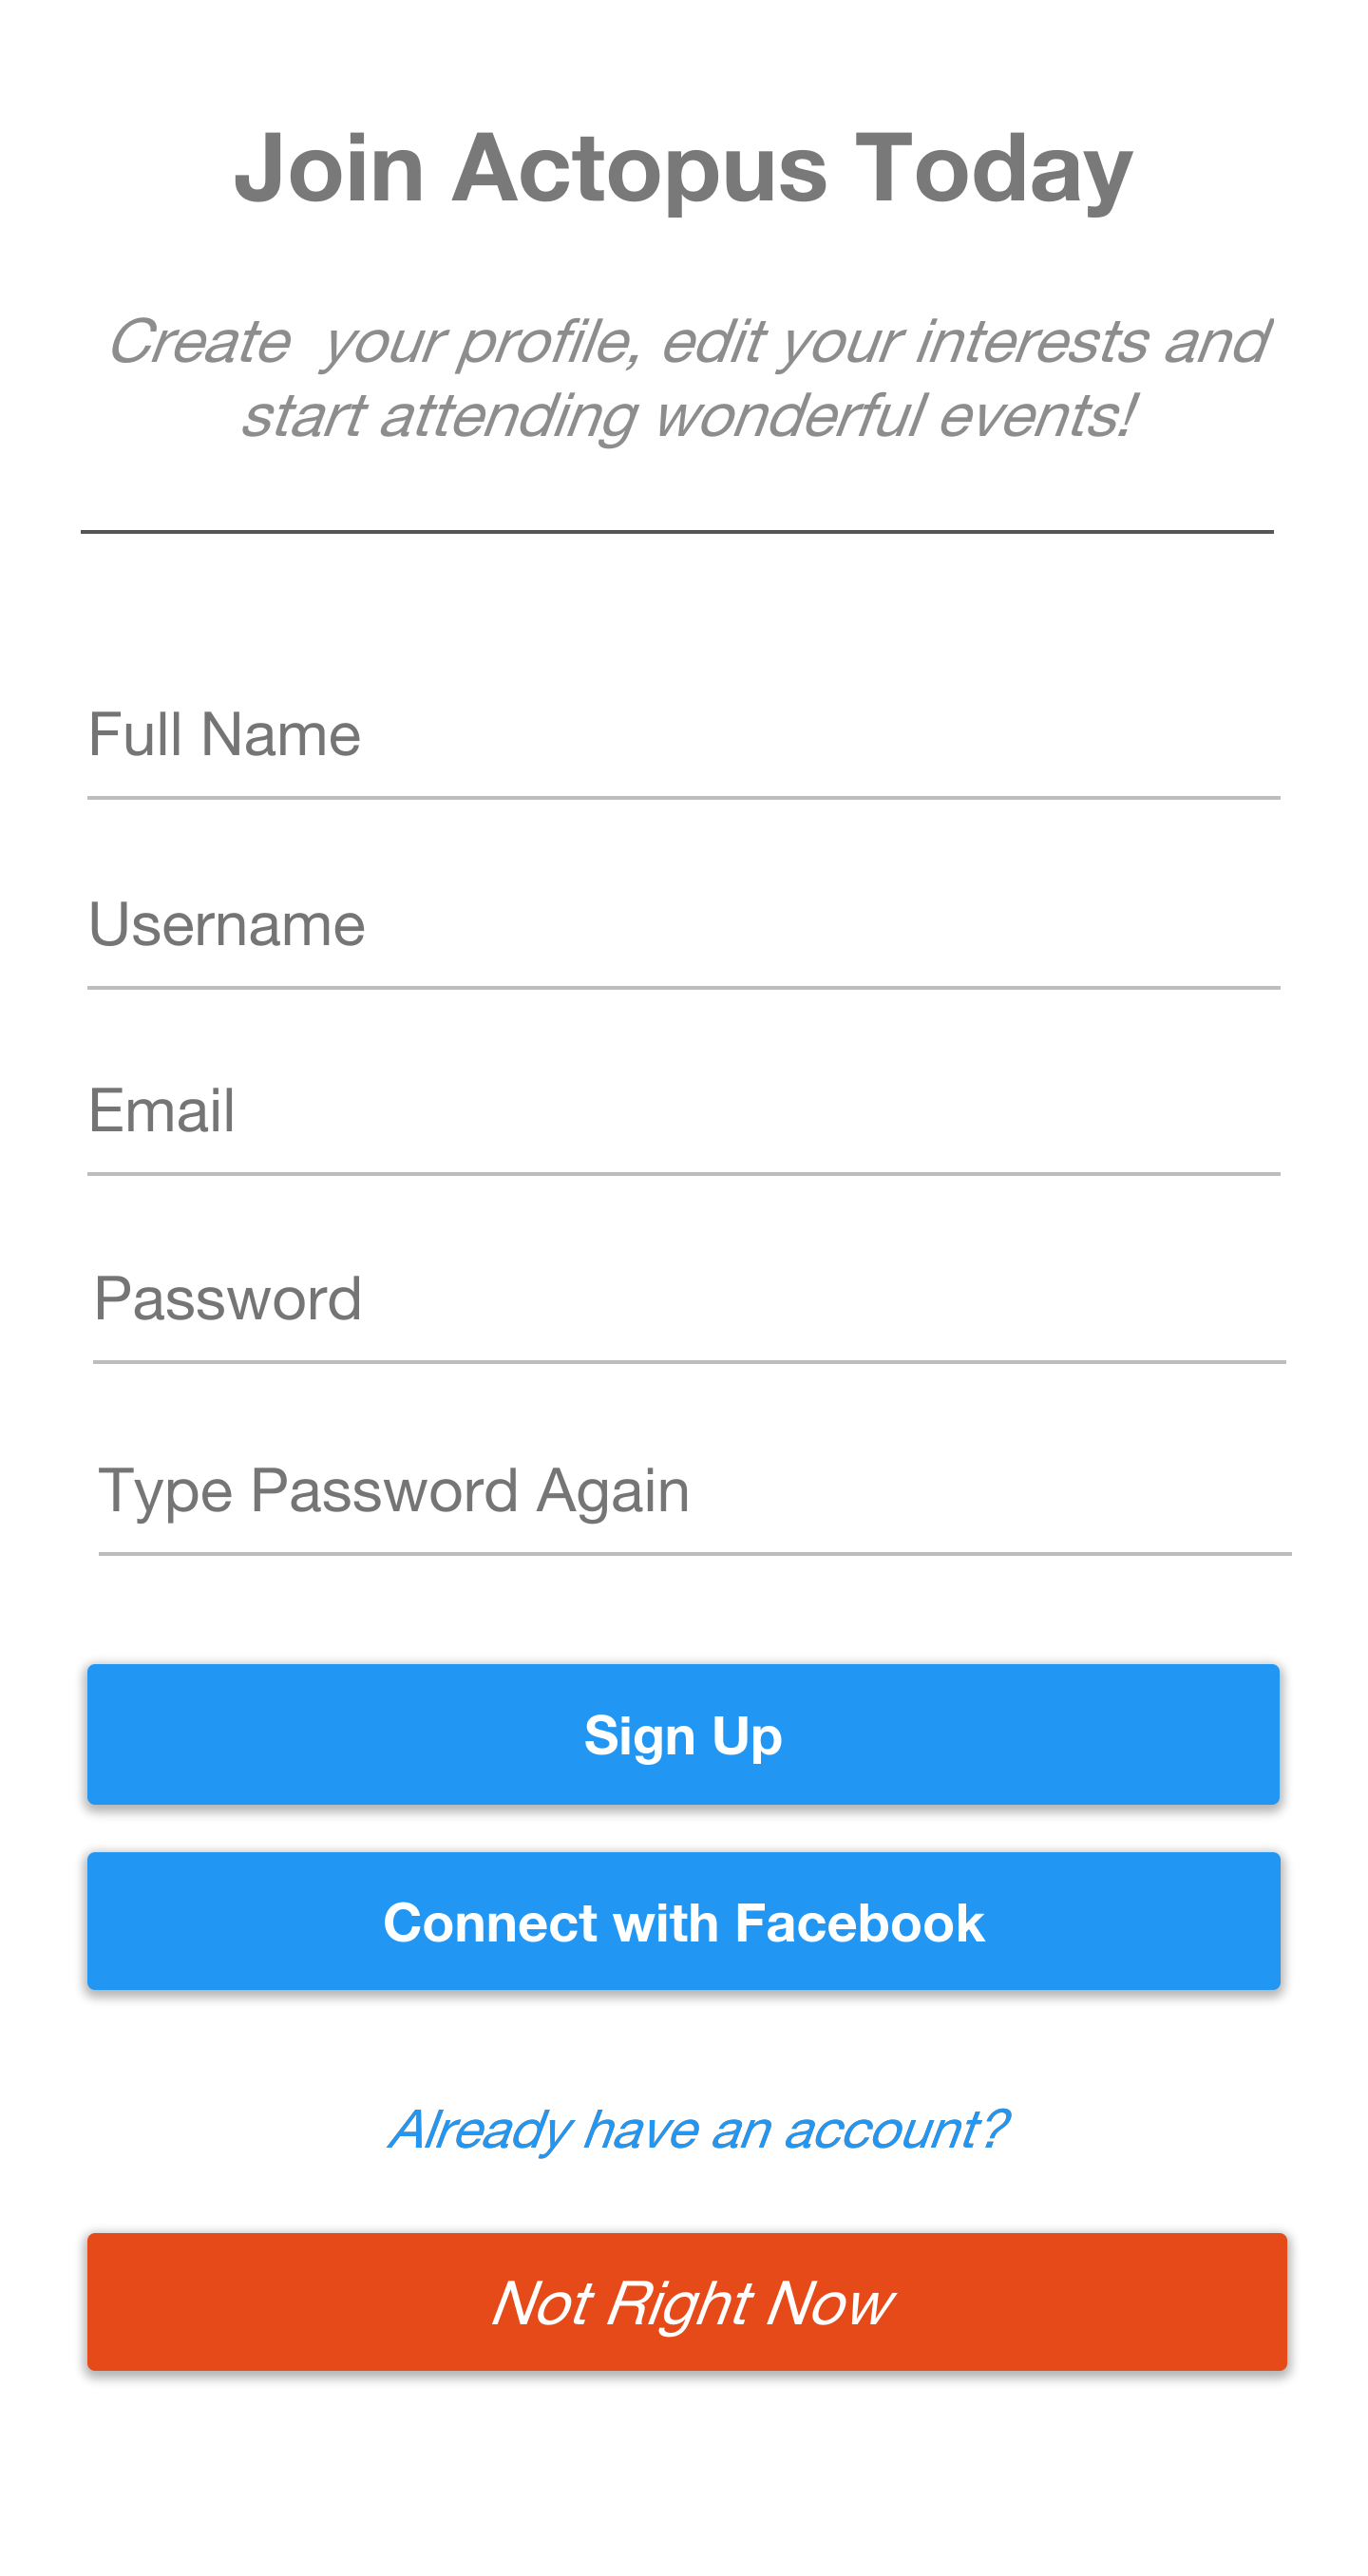 Join Actopus Today
Create  your profile, edit your interests and
start attending wonderful events!
Full Name
Username
Email
Password
Type Password Again
Sign Up
Connect with Facebook
Already have an account?
Not Right Now